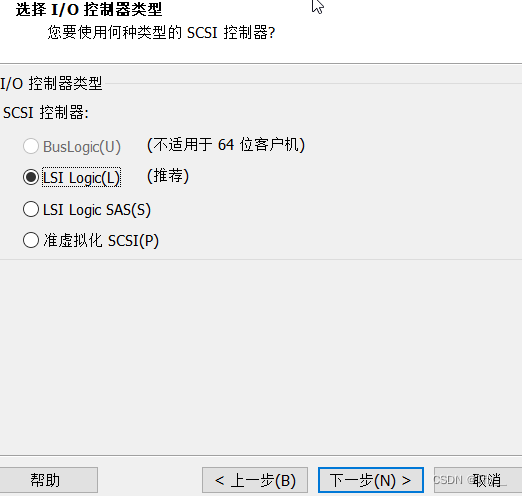 选择 I/O 控制器类型
您要使用何种类型的 SCSI 控制器?
I/O 控制器类型
SCSI 控制器:
BusLogic(U) (不适用于 64 位客户机)
LSI Logic(L) (推荐)
LSI Logic SAS(S)
准虚拟化 SCSI(P)
帮助 < 上一步(B) 下一步(N) > 取消